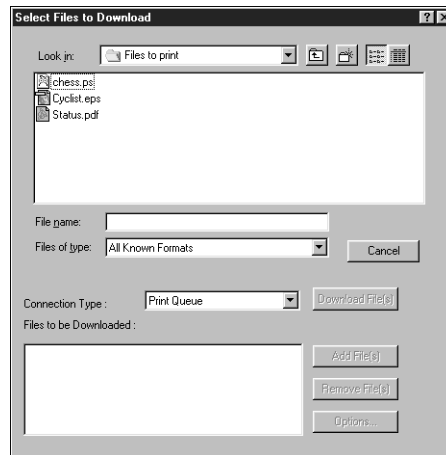 Select Files to Download
Look in: Files to print
chess.ps
Cyclist.eps
Status.pdf
File name:
Files of type: All Known Formats
Cancel
Connection Type : Print Queue
Download File(s)
Files to be Downloaded :
Add File(s)
Remove File(s)
Options...